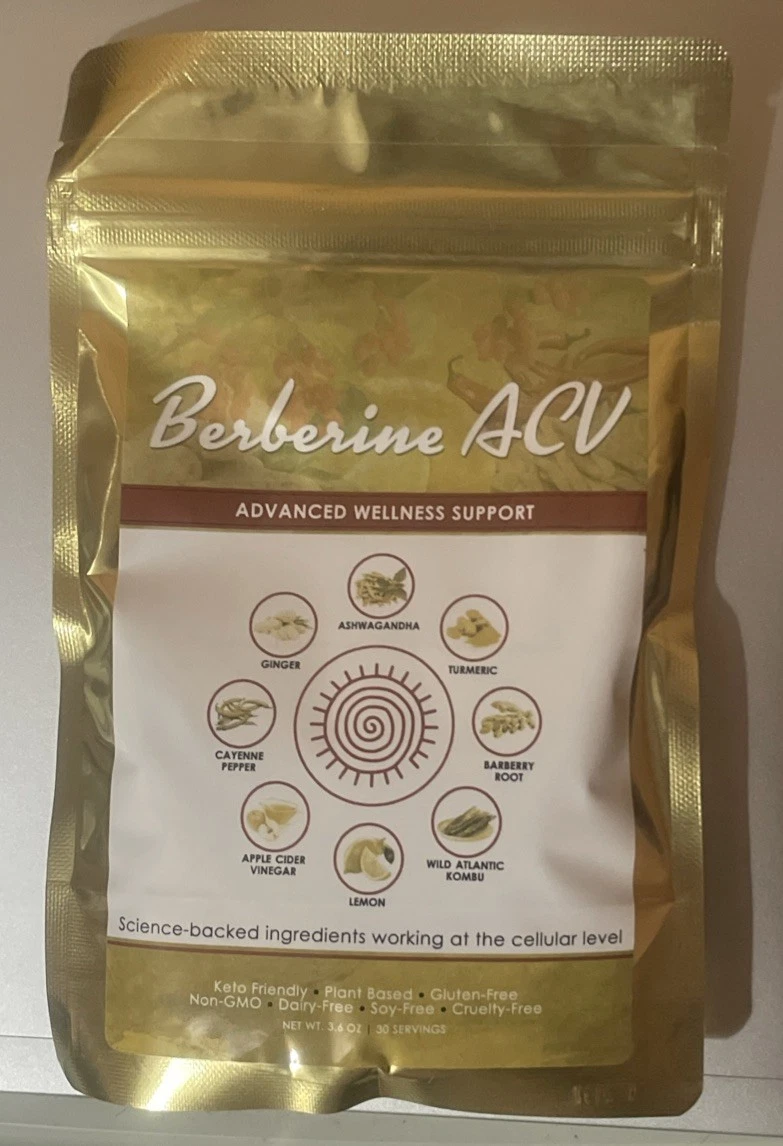 Berberine ACV
ADVANCED WELLNESS SUPPORT
ASHWAGANDHA
GINGER
TURMERIC
CAYENNE
PEPPER
BARBERRY
ROOT
APPLE CIDER
VINEGAR
WILD ATLANTIC
KOMBU
LEMON
Science-backed ingredients working at the cellular level
Keto Friendly • Plant Based • Gluten-Free
Non-GMO • Dairy-Free • Soy-Free • Cruelty-Free
NET WT. 3.6 OZ | 30 SERVINGS